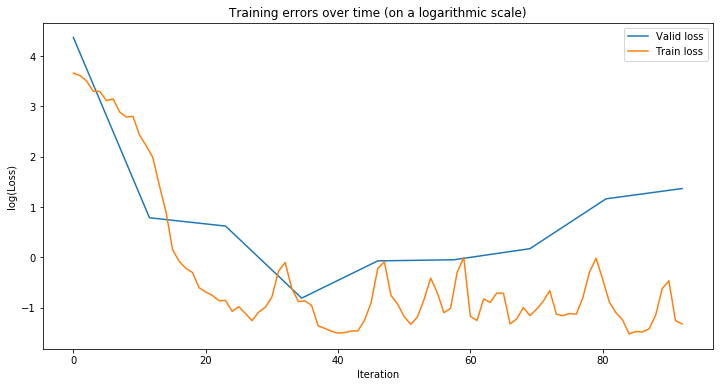 Training errors over time (on a logarithmic scale)
Valid loss
Train loss
log(Loss)
4
3
2
1
0
−1
0
20
40
60
80
Iteration